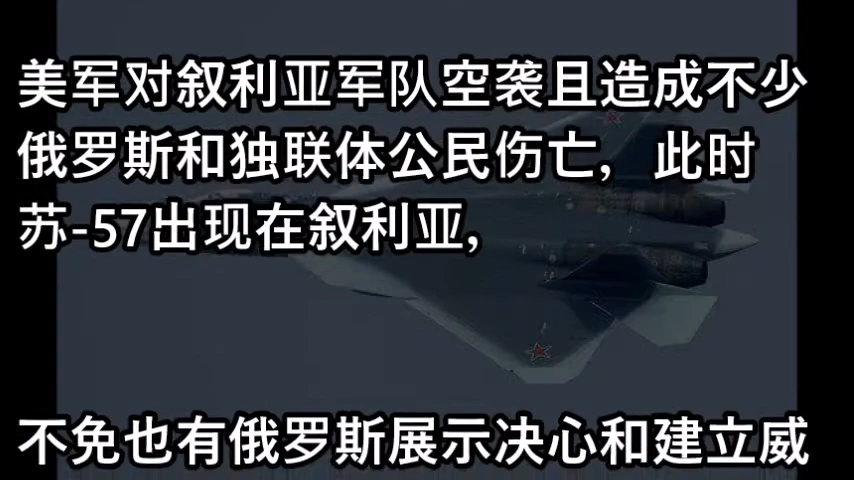 美军对叙利亚军队空袭且造成不少
俄罗斯和独联体公民伤亡， 此时
苏-57出现在叙利亚，
不免也有俄罗斯展示决心和建立威